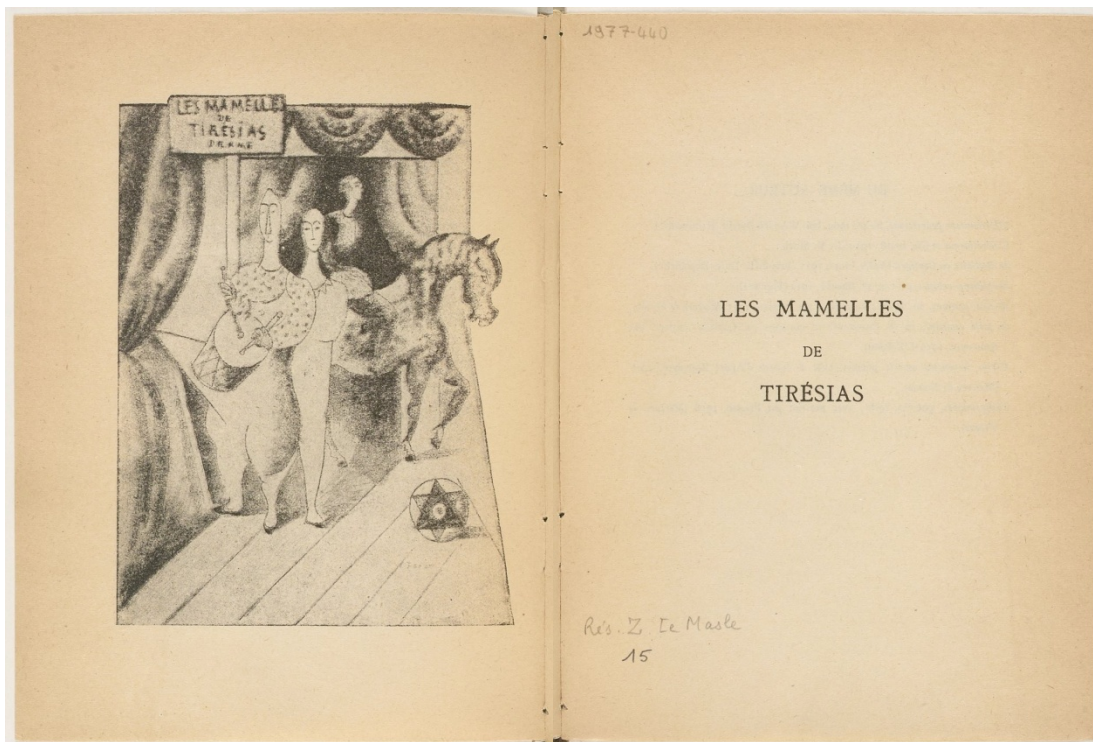 LES MAMELLES
DE
TIRÉSIAS
DRAME
1977-440
LES MAMELLES
DE
TIRÉSIAS
Rés. Z Le Masle
15